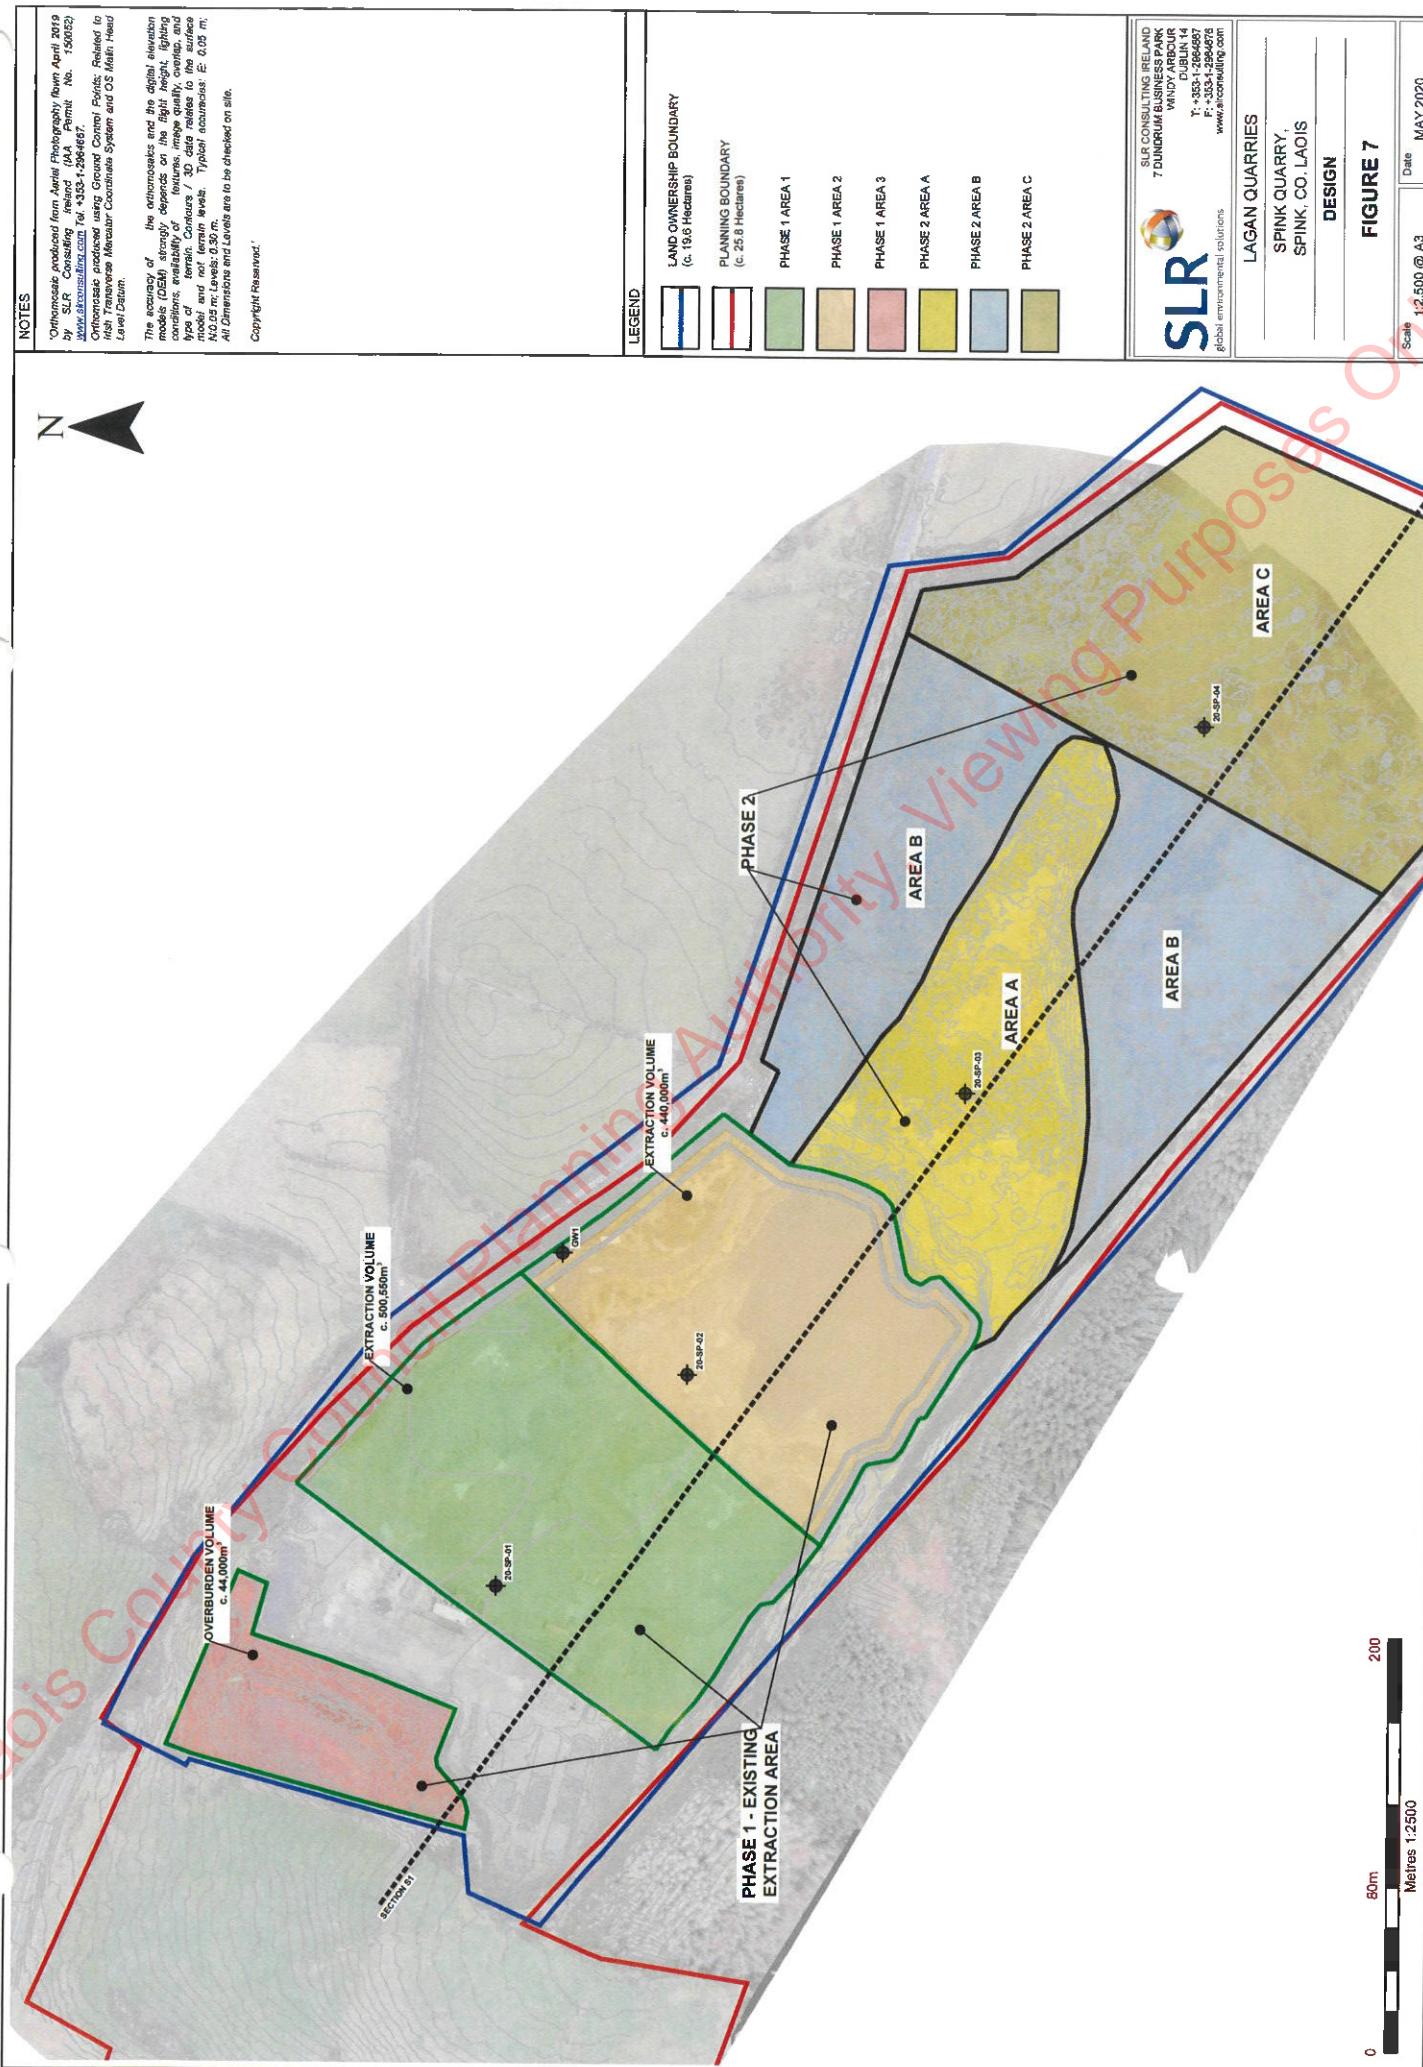 NOTES
'Orthomosaic produced from Aerial Photography flown April 2019
by SLR Consulting Ireland (IAA Permit No. 150052)
www.slrconsulting.com Tel. +353-1-2964667.
Orthomosaic produced using Ground Control Points; Related to
Irish Transverse Mercator Coordinate System and OS Malin Head
Level Datum.
The accuracy of the orthomosaics and the digital elevation
models (DEM) strongly depends on the flight height, lighting
conditions, availability of textures, image quality, overlap, and
type of terrain. Contours / 3D data relates to the surface
model and not terrain levels. Typical accuracies: E: 0.05 m;
N:0.05 m; Levels: 0.30 m.
All Dimensions and Levels are to be checked on site.
Copyright Reserved.'
LEGEND
LAND OWNERSHIP BOUNDARY
(c. 19.6 Hectares)
PLANNING BOUNDARY
(c. 25.8 Hectares)
PHASE 1 AREA 1
PHASE 1 AREA 2
PHASE 1 AREA 3
PHASE 2 AREA A
PHASE 2 AREA B
PHASE 2 AREA C
SLR
global environmental solutions
SLR CONSULTING IRELAND
7 DUNDRUM BUSINESS PARK
WINDY ARBOUR
DUBLIN 14
T: +353-1-2964667
F: +353-1-2964676
www.slrconsulting.com
LAGAN QUARRIES
SPINK QUARRY,
SPINK, CO. LAOIS
DESIGN
FIGURE 7
Scale 1:2,500 @ A3
Date MAY 2020
N
OVERBURDEN VOLUME
c. 44,000m³
EXTRACTION VOLUME
c. 500,550m³
EXTRACTION VOLUME
c. 440,000m³
PHASE 2
GW1
20-SP-01
20-SP-02
20-SP-03
20-SP-04
AREA B
AREA A
AREA B
AREA C
SECTION S1
PHASE 1 - EXISTING
EXTRACTION AREA
0
80m
200
Metres 1:2500
County Council Planning Authority, Viewing Purposes